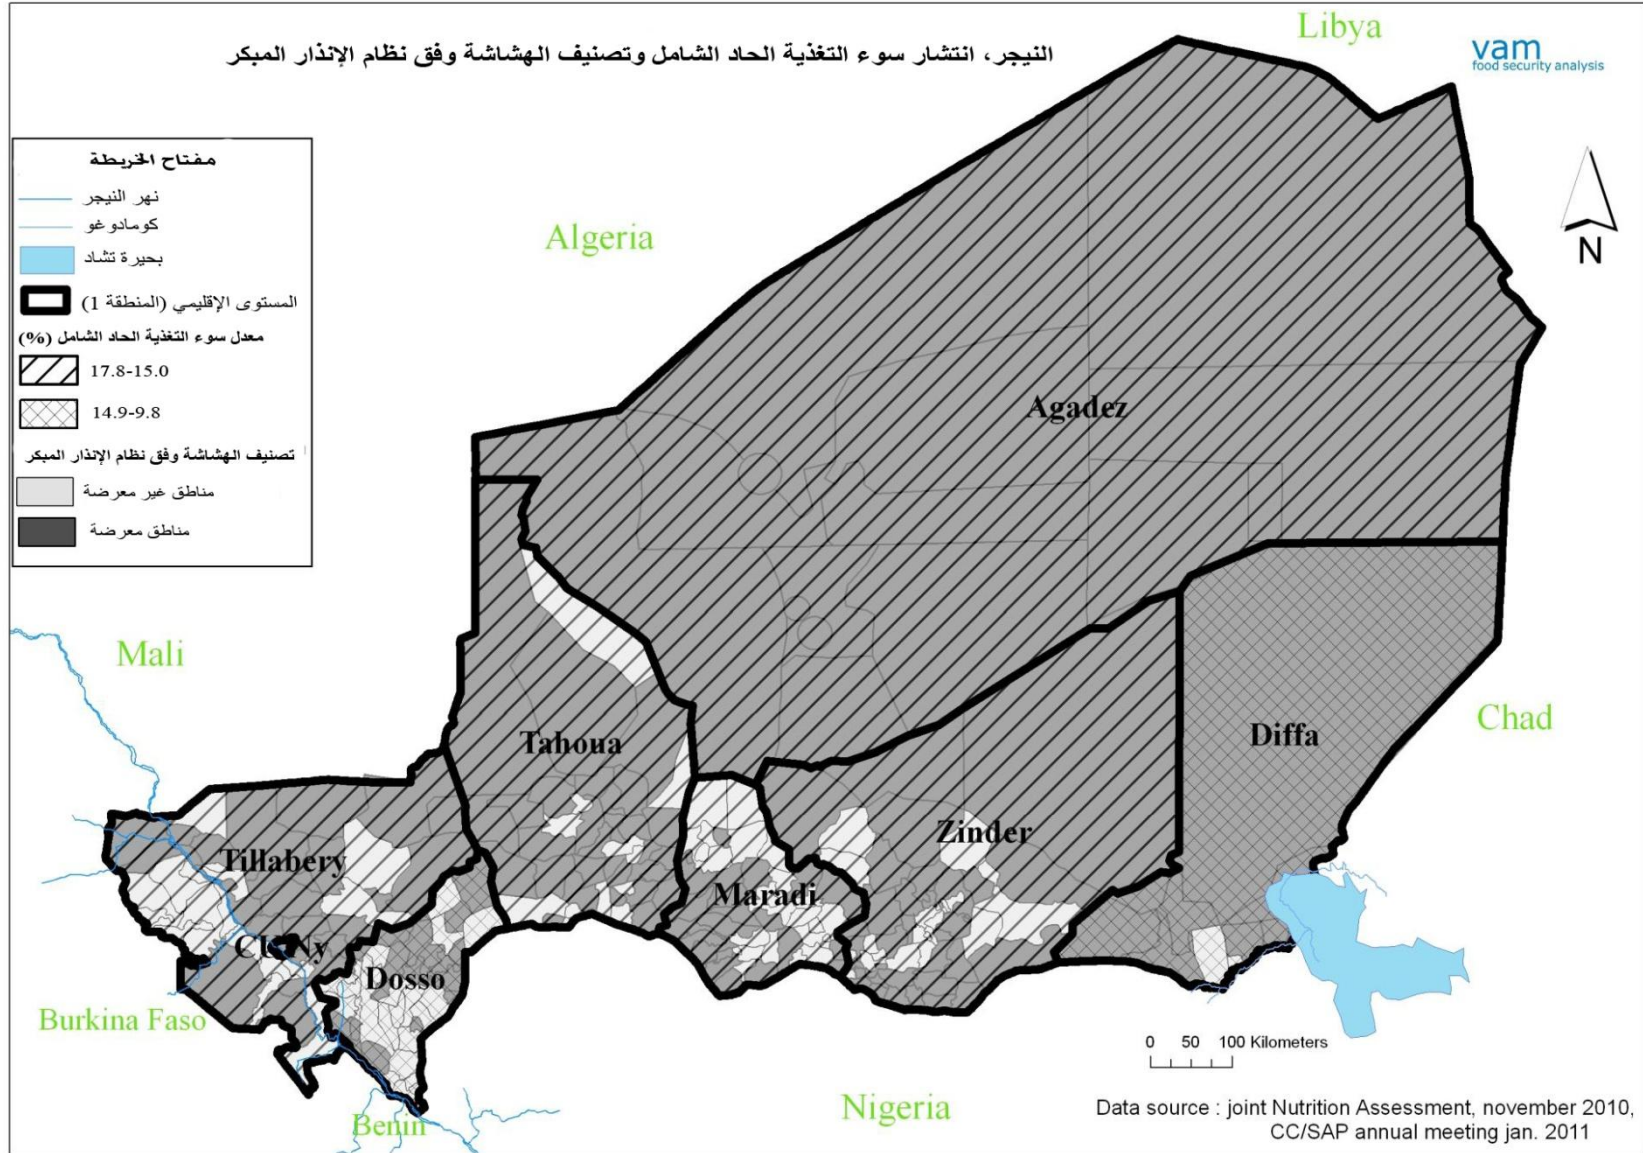 النيجر، انتشار سوء التغذية الحاد الشامل وتصنيف الهشاشة وفق نظام الإنذار المبكر
Libya
vam
food security analysis
مفتاح الخريطة
نهر النيجر
كومادوغو
بحيرة تشاد
المستوى الإقليمي (المنطقة 1)
معدل سوء التغذية الحاد الشامل (%)
17.8-15.0
14.9-9.8
تصنيف الهشاشة وفق نظام الإنذار المبكر
مناطق غير معرضة
مناطق معرضة
Algeria
N
Agadez
Mali
Chad
Diffa
Tahoua
Zinder
Tillabery
Maradi
Dosso
Burkina Faso
0 50 100 Kilometers
Nigeria
Benin
Data source : joint Nutrition Assessment, november 2010,
CC/SAP annual meeting jan. 2011